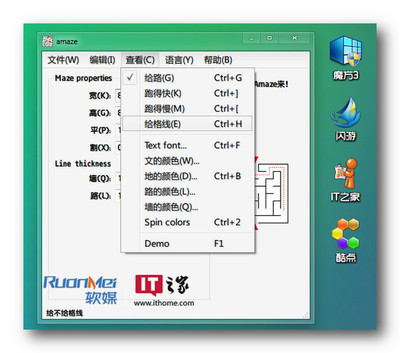 amaze
文件(W) 编辑(I) 查看(C) 语言(Y) 帮助(B)
Maze properties
宽(K):
高(G):
平(P):
割(X):
Line thickness
墙(Q):
路(L):
✓ 给路(G) Ctrl+G
跑得快(K) Ctrl+]
跑得慢(M) Ctrl+[
给格线(E) Ctrl+H
Text font... Ctrl+F
文的颜色(W)...
地的颜色(D)... Ctrl+B
路的颜色(L)...
墙的颜色(Q)...
Spin colors Ctrl+2
Demo F1
Amaze来!
RuanMei
软媒
IT之家
www.ithome.com
给不给格线
魔方3
闪游
IT之家
酷点